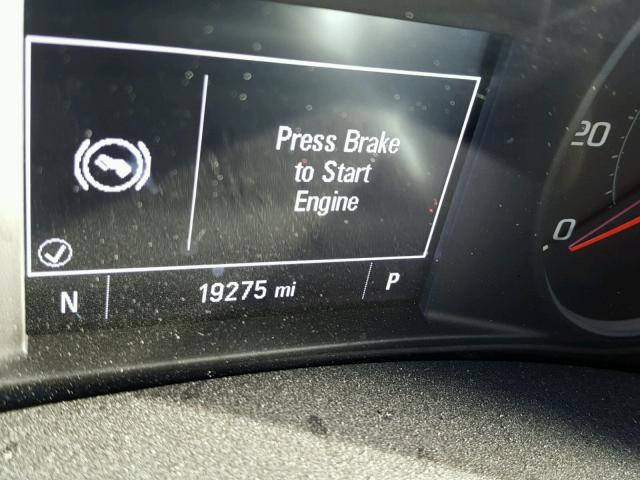 Press Brake
to Start
Engine
N 19275 mi P
20
0